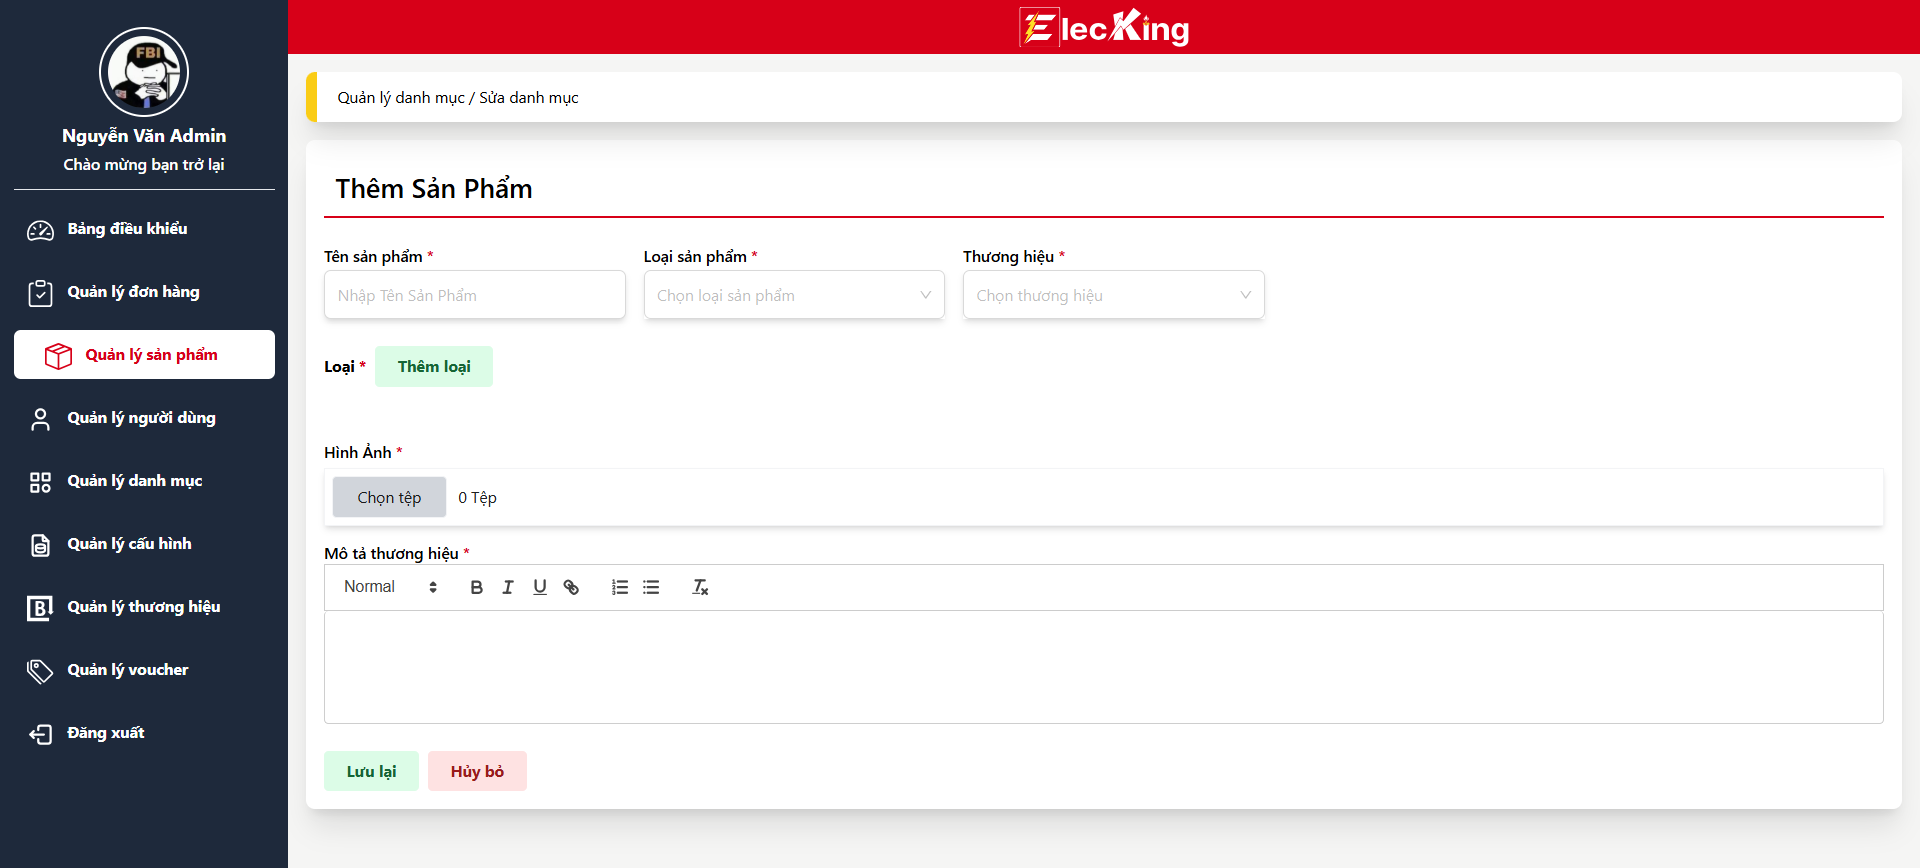 FBI
Nguyễn Văn Admin
Chào mừng bạn trở lại
Bảng điều khiểu
Quản lý đơn hàng
Quản lý sản phẩm
Quản lý người dùng
Quản lý danh mục
Quản lý cấu hình
Quản lý thương hiệu
Quản lý voucher
Đăng xuất
ElecKing
Quản lý danh mục / Sửa danh mục
Thêm Sản Phẩm
Tên sản phẩm *
Nhập Tên Sản Phẩm
Loại sản phẩm *
Chọn loại sản phẩm
Thương hiệu *
Chọn thương hiệu
Loại * Thêm loại
Hình Ảnh *
Chọn tệp 0 Tệp
Mô tả thương hiệu *
Normal
Lưu lại Hủy bỏ